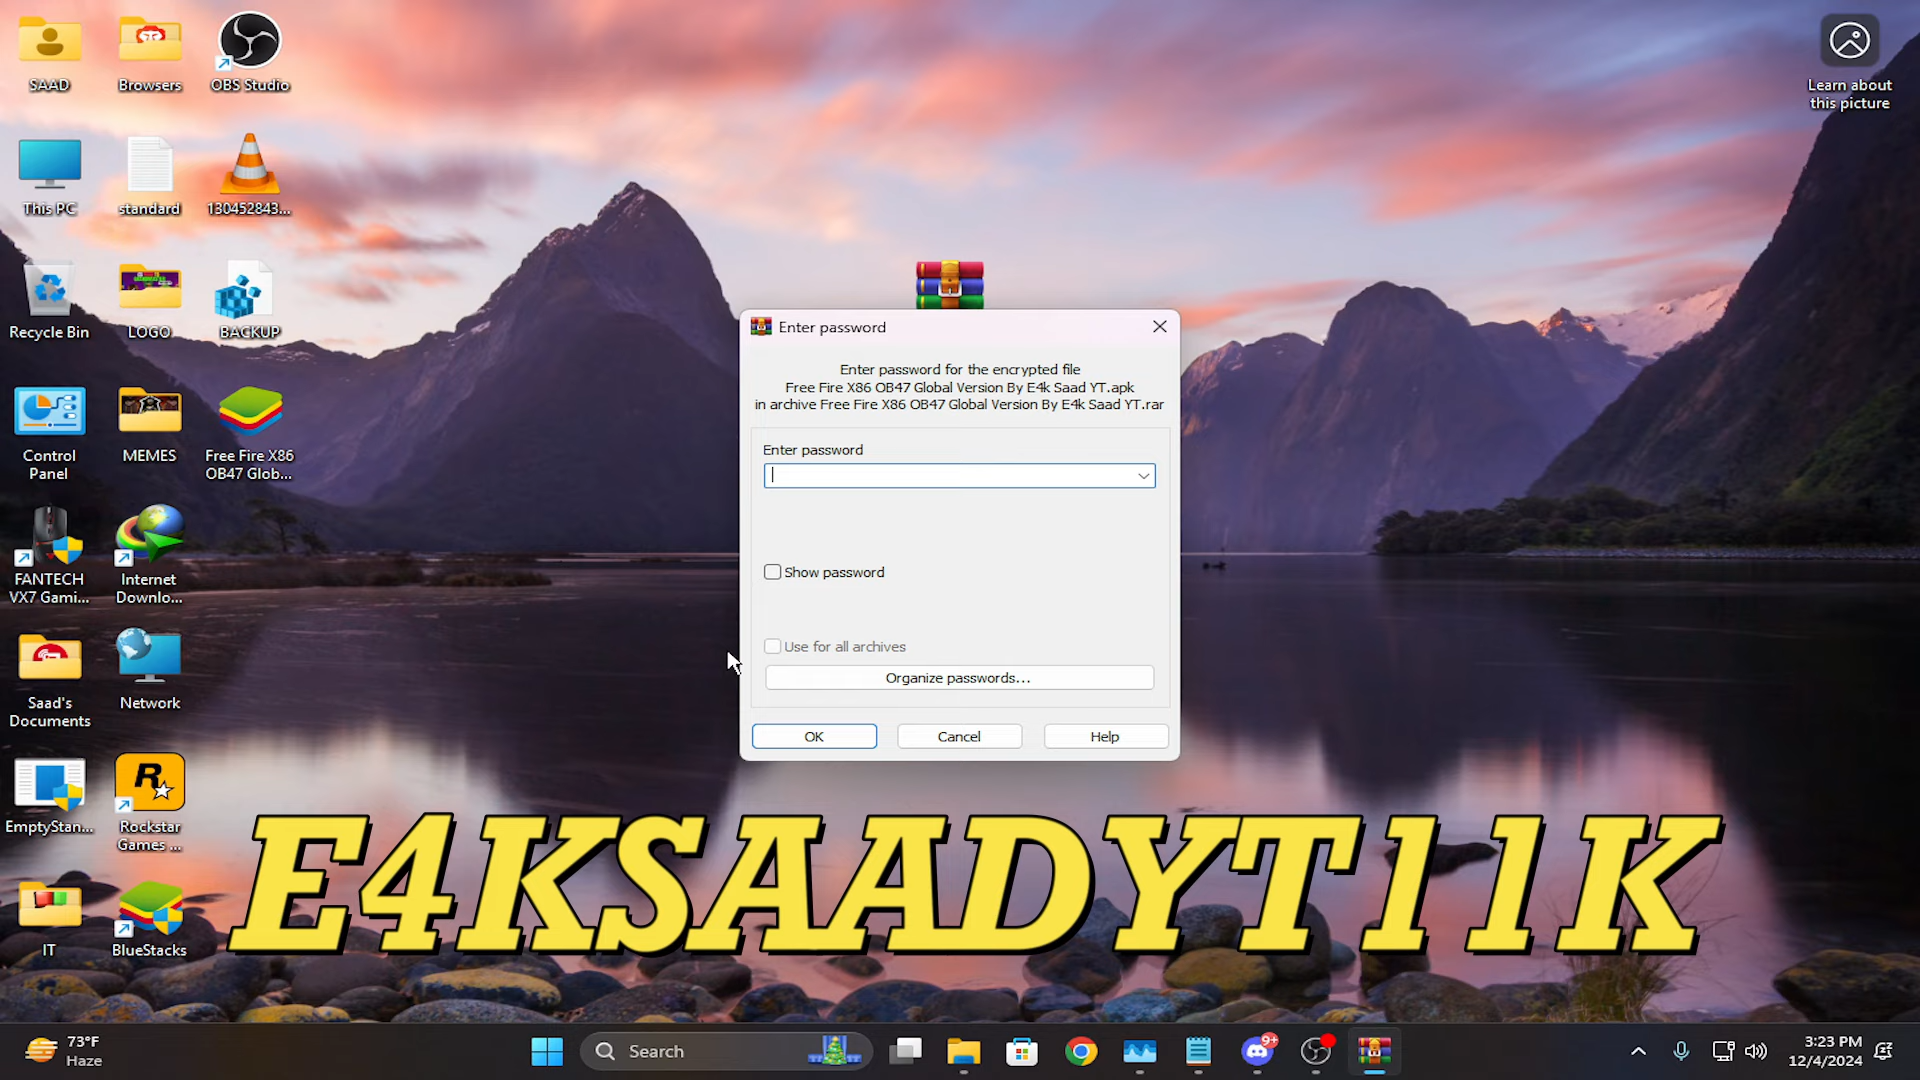 SAAD
Browsers
OBS Studio
Learn about
this picture
This PC
standard
130452843...
Recycle Bin
LOGO
BACKUP
Enter password
Enter password for the encrypted file
Free Fire X86 OB47 Global Version By E4k Saad YT.apk
in archive Free Fire X86 OB47 Global Version By E4k Saad YT.rar
Enter password
Show password
Use for all archives
Organize passwords...
OK
Cancel
Help
Control
Panel
MEMES
Free Fire X86
OB47 Glob...
FANTECH
VX7 Gami...
Internet
Downlo...
Saad's
Documents
Network
EmptyStan...
Rockstar
Games ...
IT
BlueStacks
E4KSAADYT11K
73°F
Haze
Search
9+
3:23 PM
12/4/2024